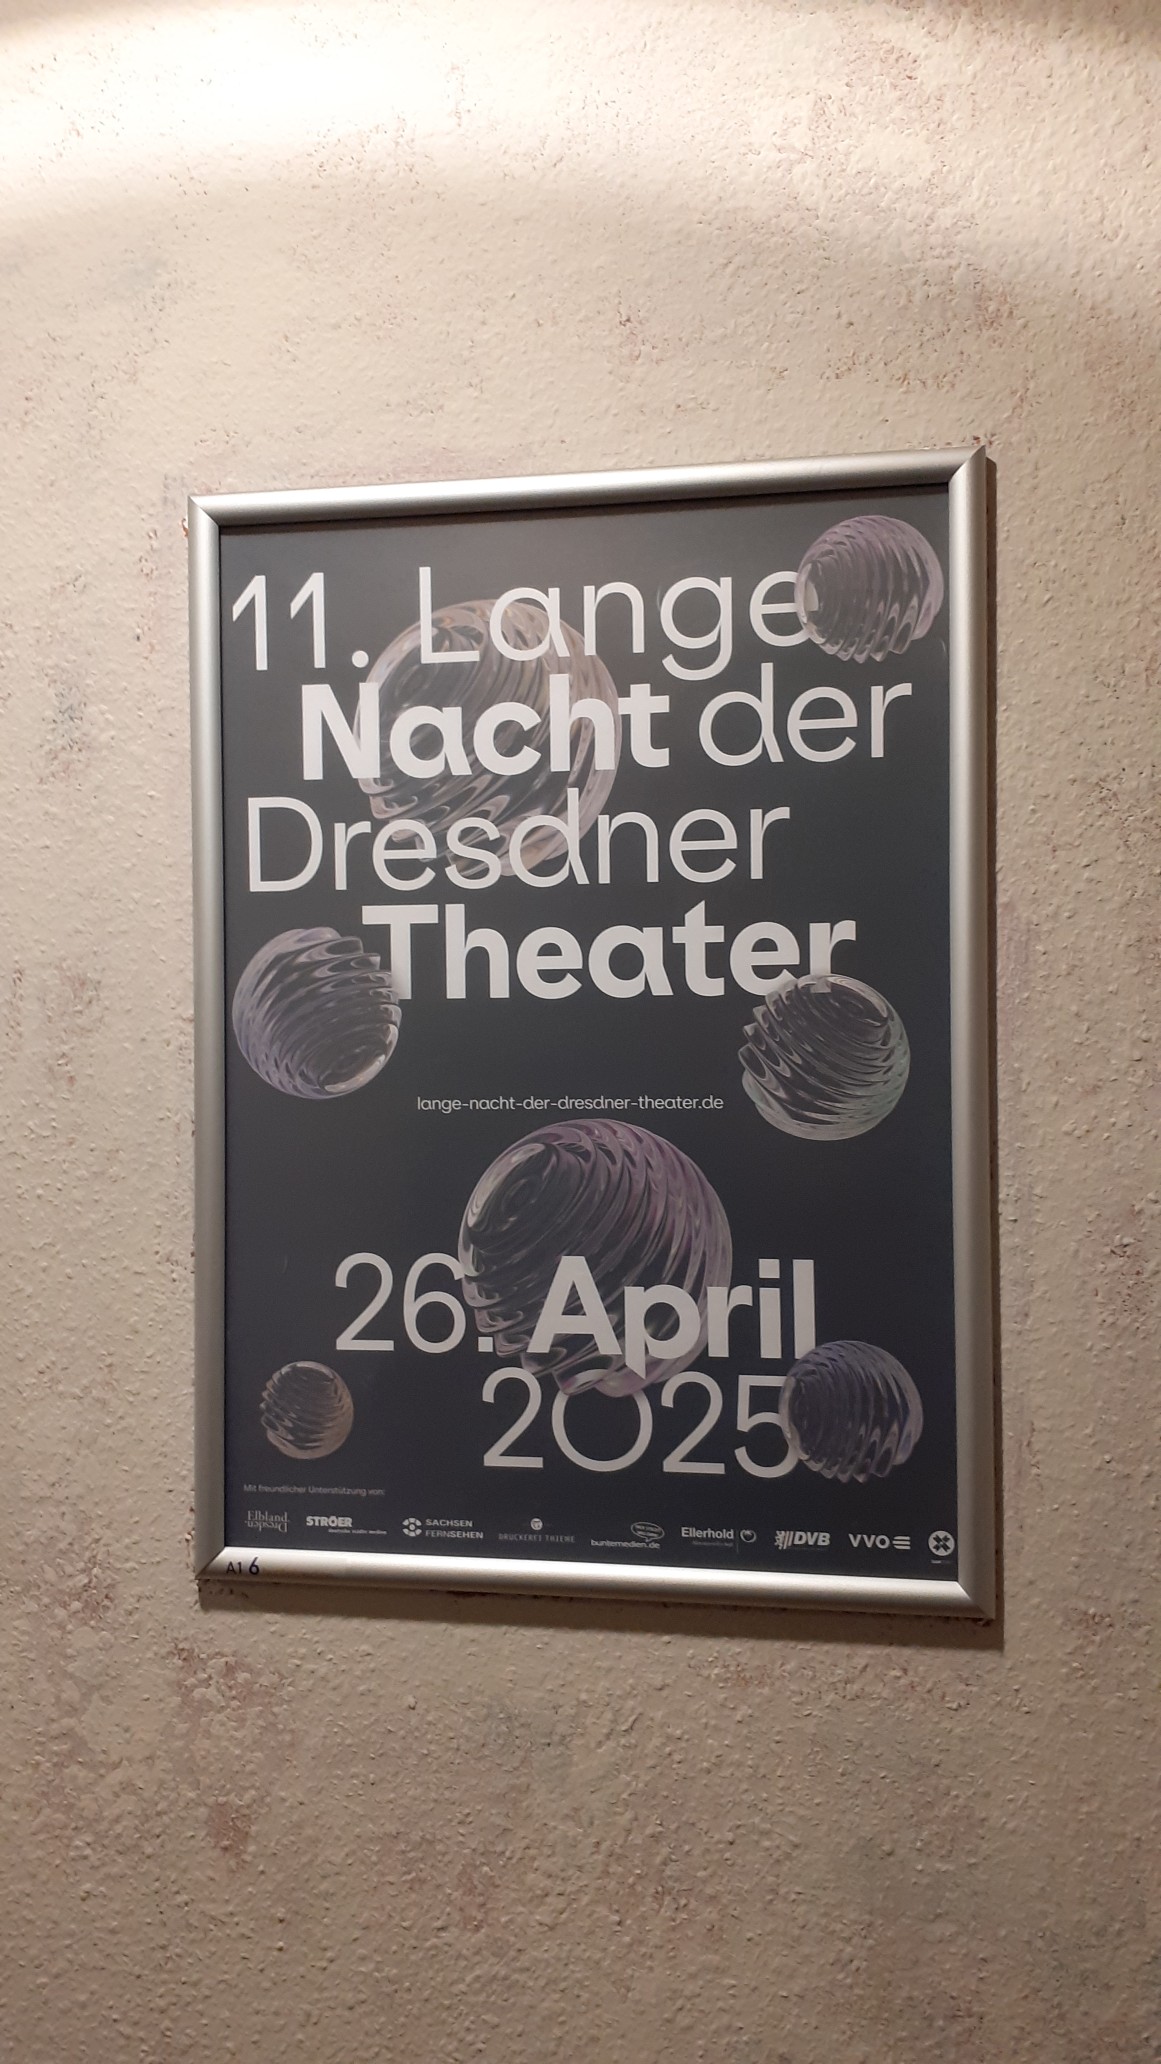 11. Lange
Nacht der
Dresdner
Theater
lange-nacht-der-dresdner-theater.de
26. April
2025
Mit freundlicher Unterstützung von:
Elbland.
Dresden
STRÖER
SACHSEN
FERNSEHEN
DRUCKEREI THIEME
buntemedien.de
Ellerhold
DVB
VVO
A1 6